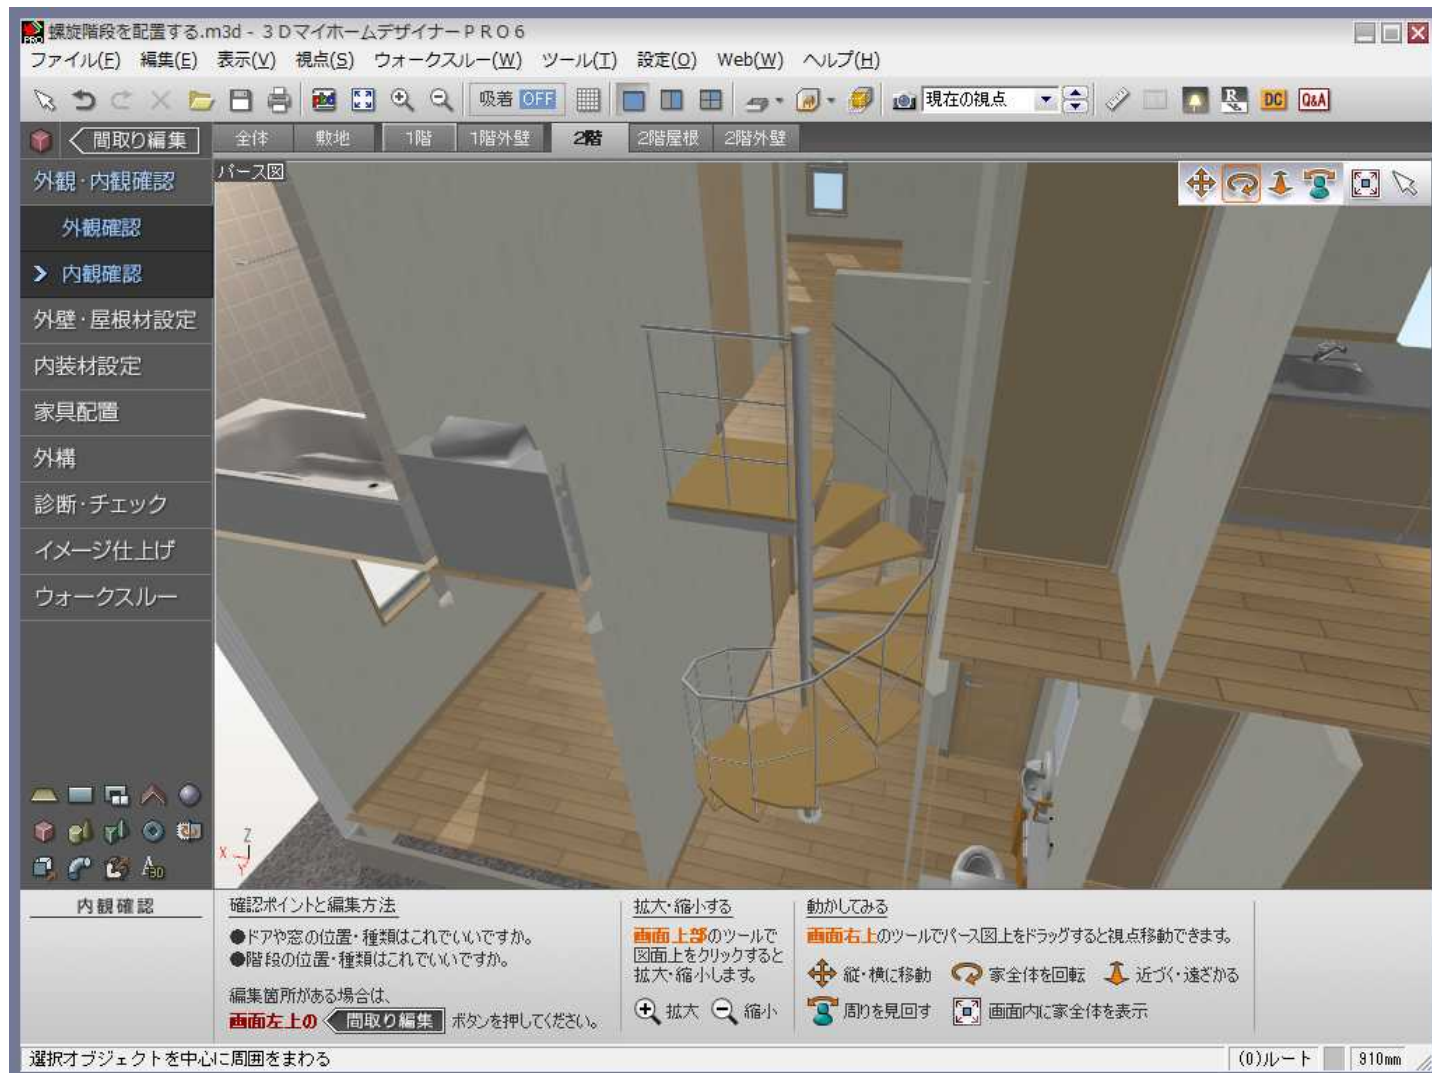 螺旋階段を配置する.m3d - ３ＤマイホームデザイナーＰＲＯ６
ファイル(F) 編集(E) 表示(V) 視点(S) ウォークスルー(W) ツール(T) 設定(O) Web(W) ヘルプ(H)
吸着 OFF 現在の視点 DC Q&A
間取り編集 全体 敷地 1階 1階外壁 2階 2階屋根 2階外壁
パース図
外観・内観確認
外観確認
内観確認
外壁・屋根材設定
内装材設定
家具配置
外構
診断・チェック
イメージ仕上げ
ウォークスルー
Z
X
Y
内観確認
確認ポイントと編集方法
●ドアや窓の位置・種類はこれでいいですか。
●階段の位置・種類はこれでいいですか。
編集箇所がある場合は、
画面左上の 間取り編集 ボタンを押してください。
拡大・縮小する
画面上部のツールで
図面上をクリックすると
拡大・縮小します。
拡大 縮小
動かしてみる
画面右上のツールでパース図上をドラッグすると視点移動できます。
縦・横に移動 家全体を回転 近づく・遠ざかる
周りを見回す 画面内に家全体を表示
選択オブジェクトを中心に周囲をまわる (0)ルート 910mm